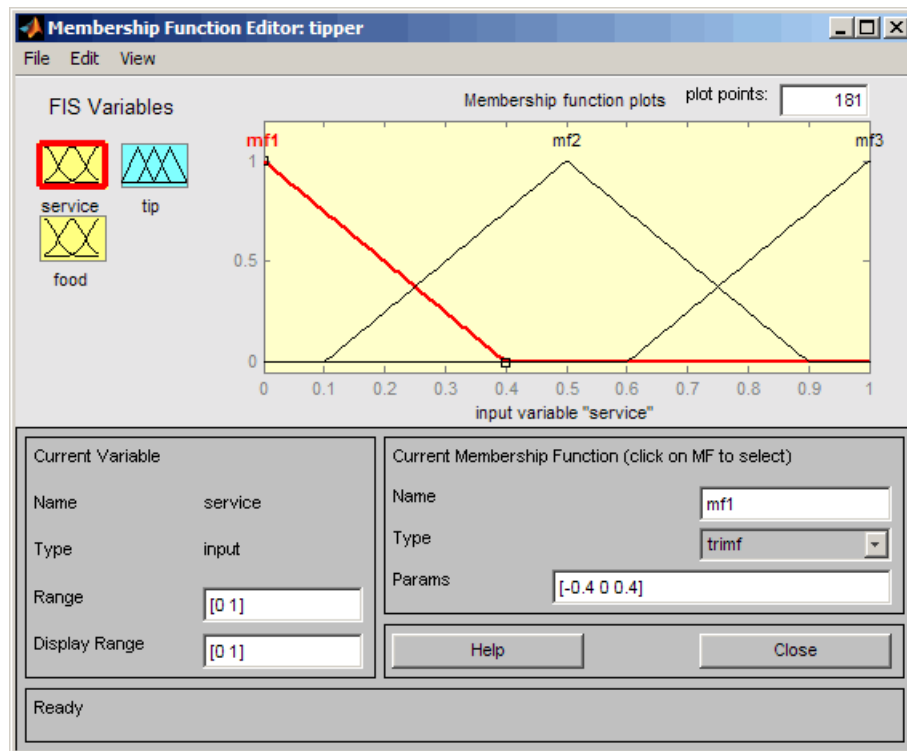 Membership Function Editor: tipper
File Edit View
FIS Variables
Membership function plots plot points: 181
service tip
food
mf1 mf2 mf3
1
0.5
0
0 0.1 0.2 0.3 0.4 0.5 0.6 0.7 0.8 0.9 1
input variable "service"
Current Variable
Name service
Type input
Range [0 1]
Display Range [0 1]
Current Membership Function (click on MF to select)
Name mf1
Type trimf
Params [-0.4 0 0.4]
Help Close
Ready